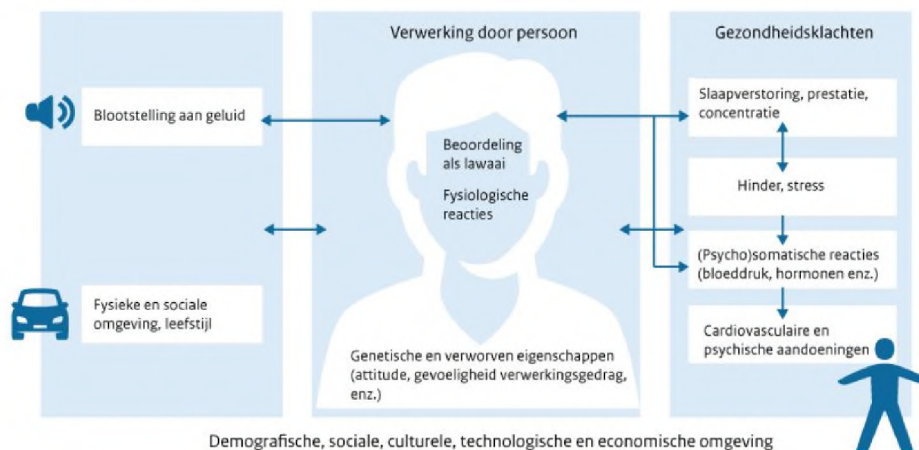 Verwerking door persoon
Gezondheidsklachten
Blootstelling aan geluid
Fysieke en sociale
omgeving, leefstijl
Beoordeling
als lawaai
Fysiologische
reacties
Genetische en verworven eigenschappen
(attitude, gevoeligheid verwerkingsgedrag,
enz.)
Slaapverstoring, prestatie,
concentratie
Hinder, stress
(Psycho)somatische reacties
(bloeddruk, hormonen enz.)
Cardiovasculaire en
psychische aandoeningen
Demografische, sociale, culturele, technologische en economische omgeving